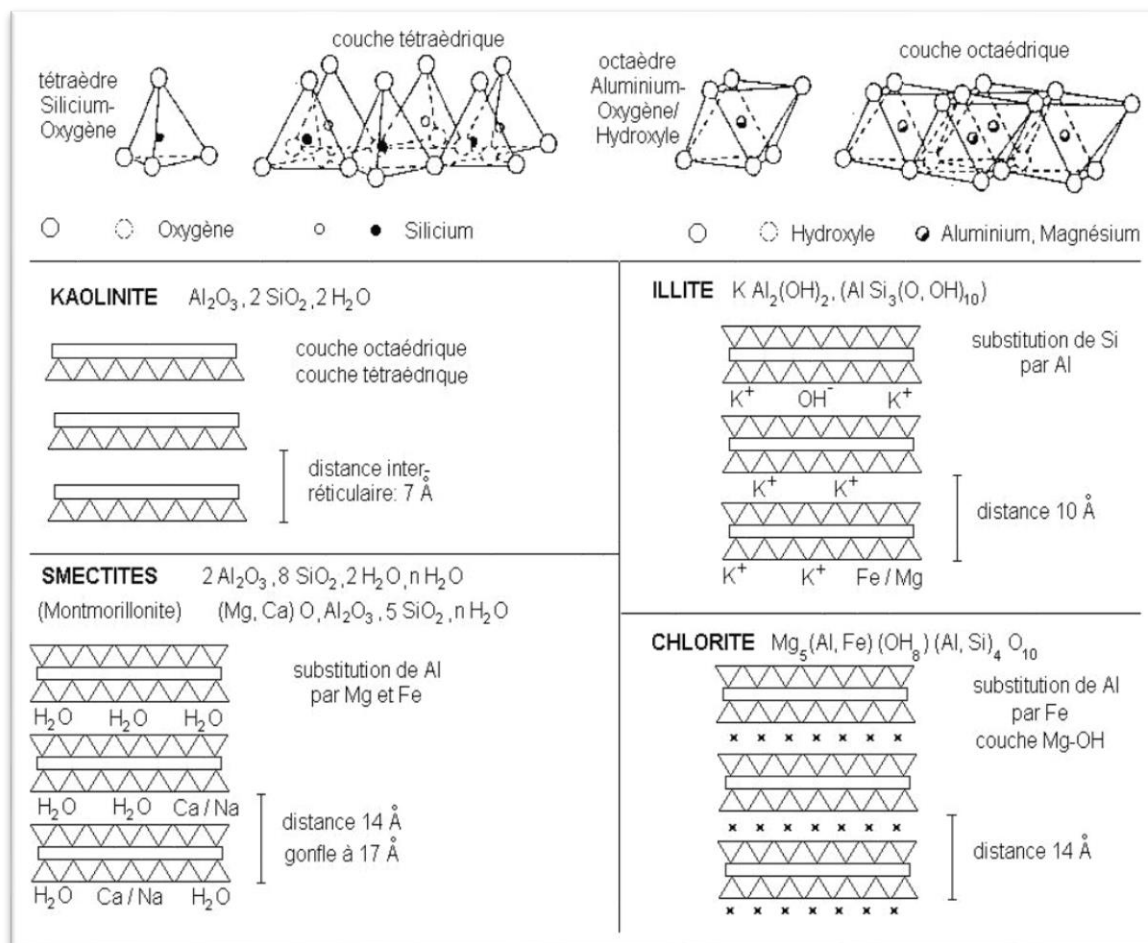 couche tétraèdrique
tétraèdre
Silicium-
Oxygène
octaèdre
Aluminium-
Oxygène/
Hydroxyle
couche octaédrique
Oxygène
Silicium
Hydroxyle
Aluminium, Magnésium
KAOLINITE Al₂O₃, 2 SiO₂, 2 H₂O
couche octaédrique
couche tétraèdrique
distance inter-
réticulaire: 7 Å
SMECTITES 2 Al₂O₃, 8 SiO₂, 2 H₂O, n H₂O
(Montmorillonite) (Mg, Ca) O, Al₂O₃, 5 SiO₂, n H₂O
substitution de Al
par Mg et Fe
H₂O H₂O H₂O
H₂O H₂O Ca / Na
distance 14 Å
gonfle à 17 Å
H₂O Ca / Na H₂O
ILLITE K Al₂(OH)₂, (Al Si₃(O, OH)₁₀)
substitution de Si
par Al
K⁺ OH⁻ K⁺
K⁺ K⁺
distance 10 Å
K⁺ K⁺ Fe / Mg
CHLORITE Mg₅(Al, Fe) (OH₈) (Al, Si)₄ O₁₀
substitution de Al
par Fe
couche Mg-OH
distance 14 Å